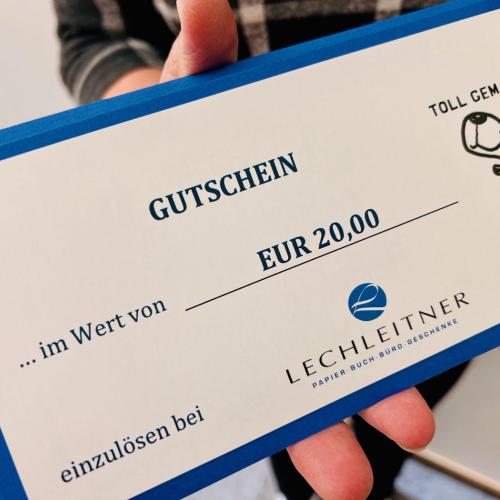 TOLL GEM
GUTSCHEIN
EUR 20,00
... im Wert von
LECHLEITNER
PAPIER·BUCH·BÜRO·GESCHENKE
einzulösen bei